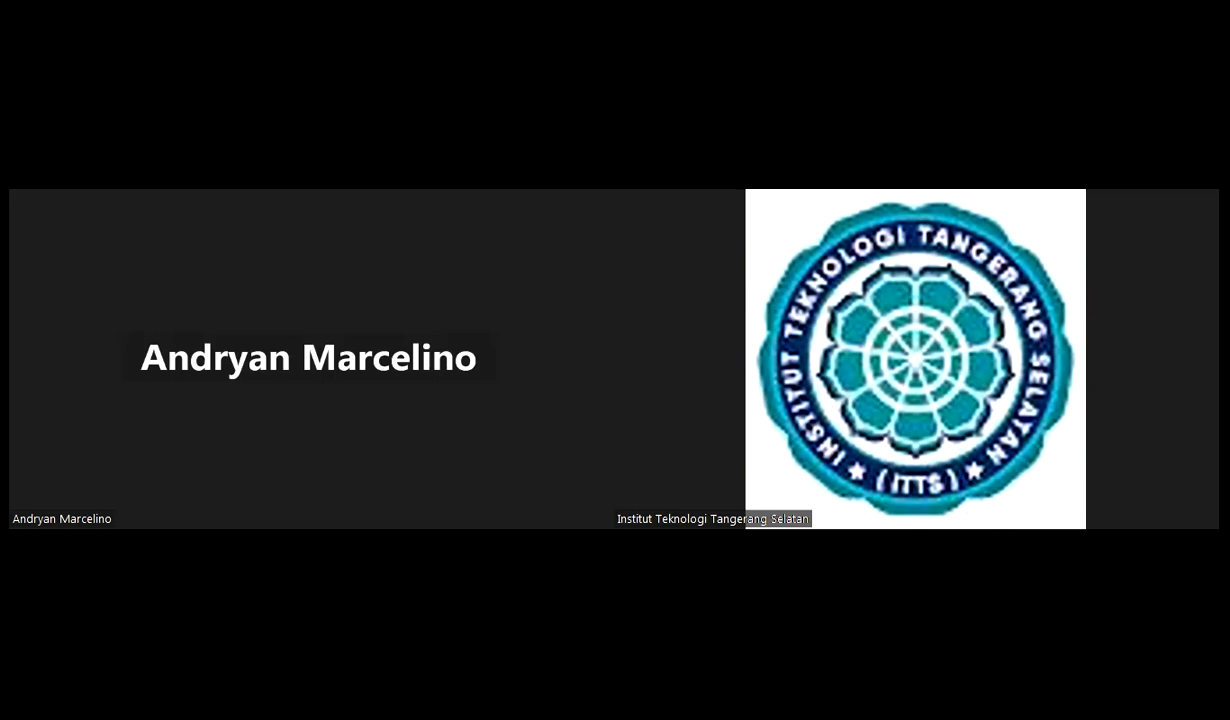 Andryan Marcelino
Andryan Marcelino
INSTITUT TEKNOLOGI TANGERANG SELATAN
★ (ITTS) ★
Institut Teknologi Tangerang Selatan